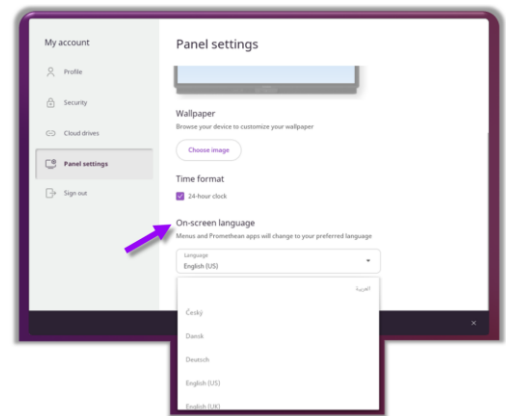 My account
Profile
Security
Cloud drives
Panel settings
Sign out
Panel settings
Wallpaper
Browse your device to customize your wallpaper
Choose image
Time format
24-hour clock
On-screen language
Menus and Promethean apps will change to your preferred language
Language
English (US)
العربية
Český
Dansk
Deutsch
English (US)
English (UK)